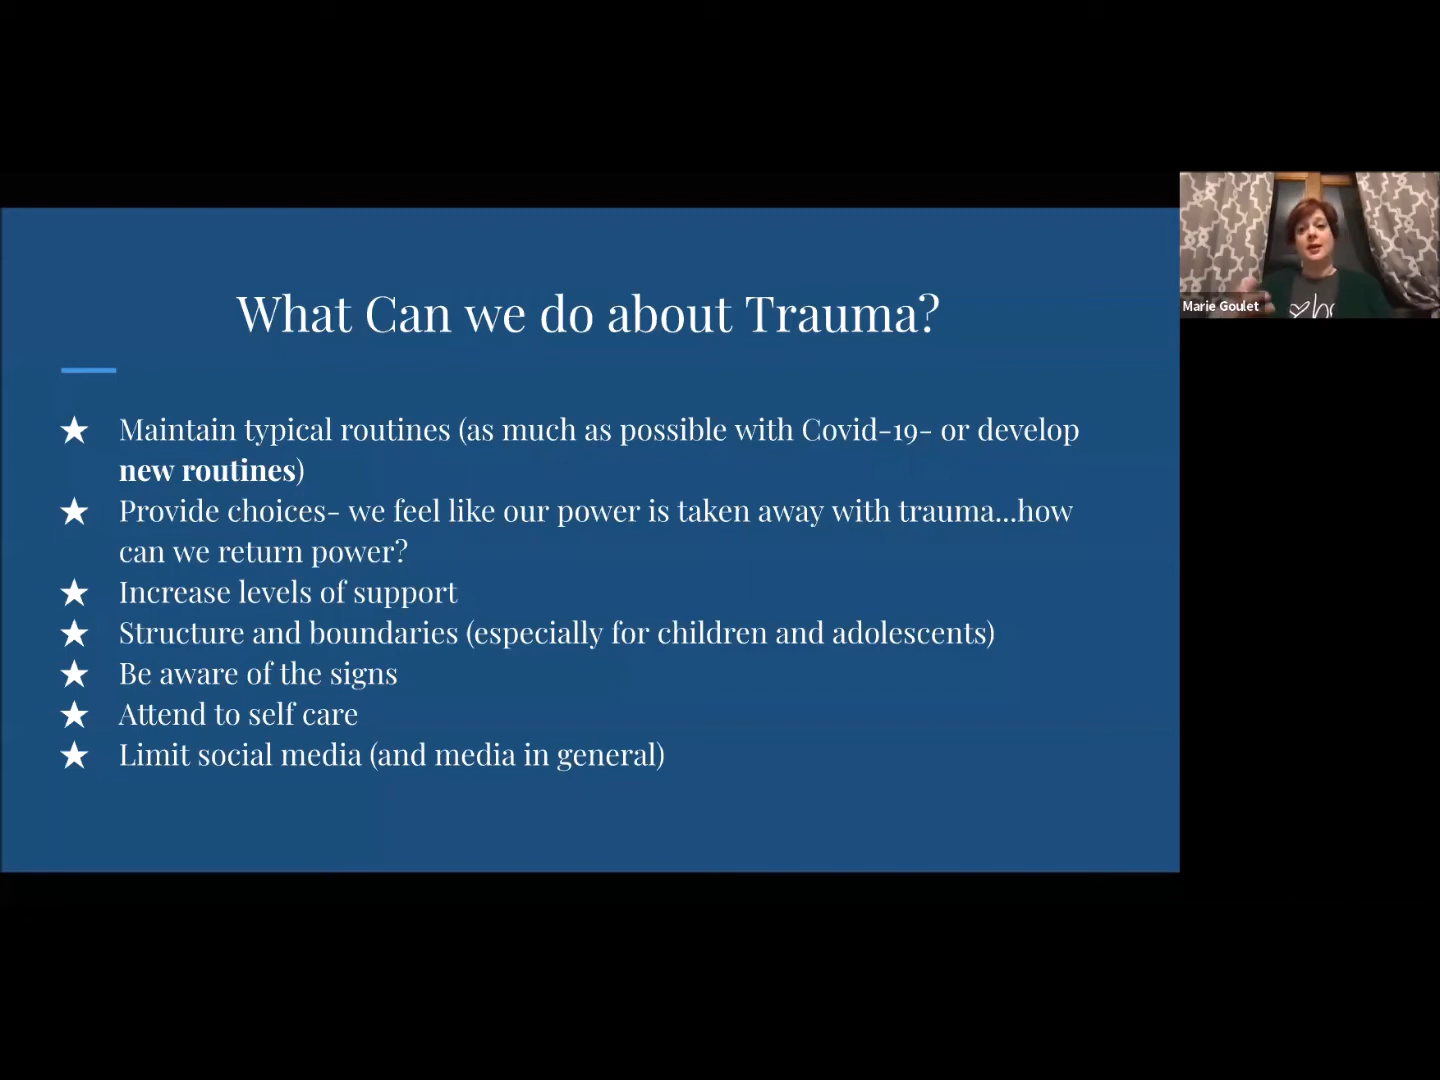 What Can we do about Trauma?
★ Maintain typical routines (as much as possible with Covid-19- or develop
new routines)
★ Provide choices- we feel like our power is taken away with trauma...how
can we return power?
★ Increase levels of support
★ Structure and boundaries (especially for children and adolescents)
★ Be aware of the signs
★ Attend to self care
★ Limit social media (and media in general)
Marie Goulet